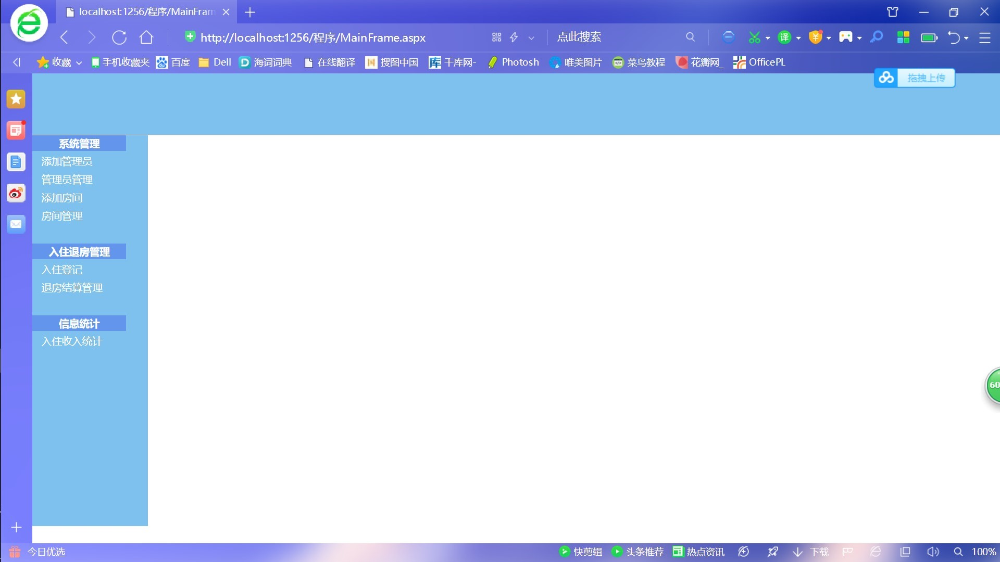 localhost:1256/程序/MainFram
http://localhost:1256/程序/MainFrame.aspx
点此搜索
译
收藏 手机收藏夹 百度 Dell 海词词典 在线翻译 搜图中国 千库网- Photosh 唯美图片 菜鸟教程 花瓣网_ OfficePL
拖拽上传
系统管理
添加管理员
管理员管理
添加房间
房间管理
入住退房管理
入住登记
退房结算管理
信息统计
入住收入统计
60
今日优选 快剪辑 头条推荐 热点资讯 下载 100%